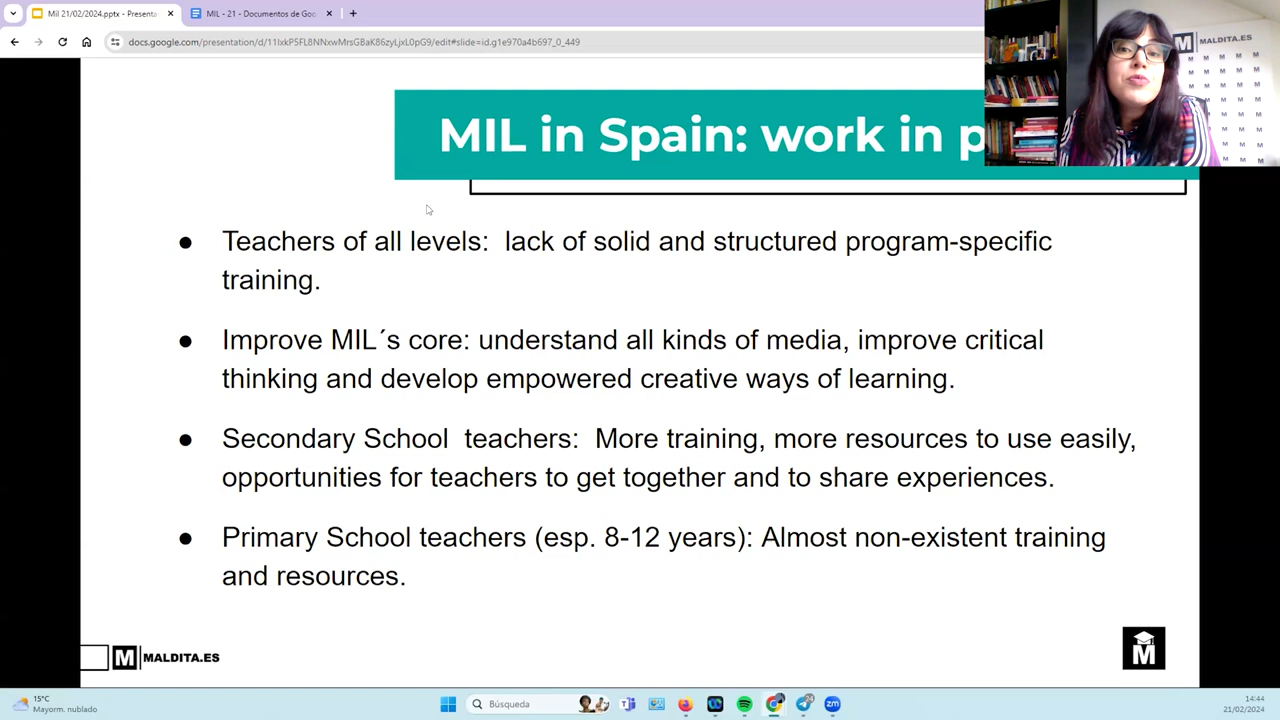 Mil 21/02/2024.pptx - Presenta
MIL - 21 - Documentos de Goo
docs.google.com/presentation/d/11lxkP5FL8NNxwMrsGBaK86zyLjxL0pG9/edit#slide=id.g1e970a4b697_0_449
M MALDITA.ES
MIL in Spain: work in p
● Teachers of all levels:  lack of solid and structured program-specific
training.
● Improve MIL´s core: understand all kinds of media, improve critical
thinking and develop empowered creative ways of learning.
● Secondary School  teachers:  More training, more resources to use easily,
opportunities for teachers to get together and to share experiences.
● Primary School teachers (esp. 8-12 years): Almost non-existent training
and resources.
M MALDITA.ES
M
15°C
Mayorm. nublado
Búsqueda
zm
14:44
21/02/2024